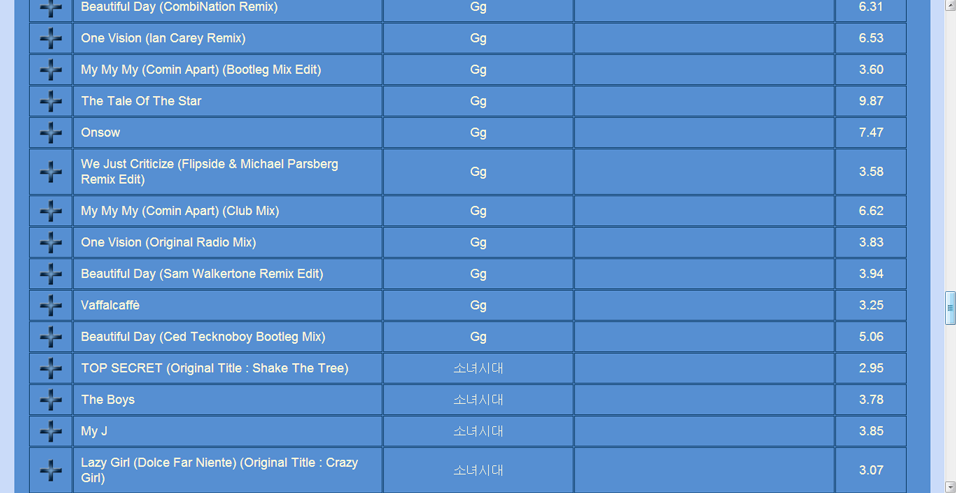 Beautiful Day (CombiNation Remix) Gg 6.31
One Vision (Ian Carey Remix) Gg 6.53
My My My (Comin Apart) (Bootleg Mix Edit) Gg 3.60
The Tale Of The Star Gg 9.87
Onsow Gg 7.47
We Just Criticize (Flipside & Michael Parsberg
Remix Edit) Gg 3.58
My My My (Comin Apart) (Club Mix) Gg 6.62
One Vision (Original Radio Mix) Gg 3.83
Beautiful Day (Sam Walkertone Remix Edit) Gg 3.94
Vaffalcaffè Gg 3.25
Beautiful Day (Ced Tecknoboy Bootleg Mix) Gg 5.06
TOP SECRET (Original Title : Shake The Tree) 소녀시대 2.95
The Boys 소녀시대 3.78
My J 소녀시대 3.85
Lazy Girl (Dolce Far Niente) (Original Title : Crazy
Girl) 소녀시대 3.07